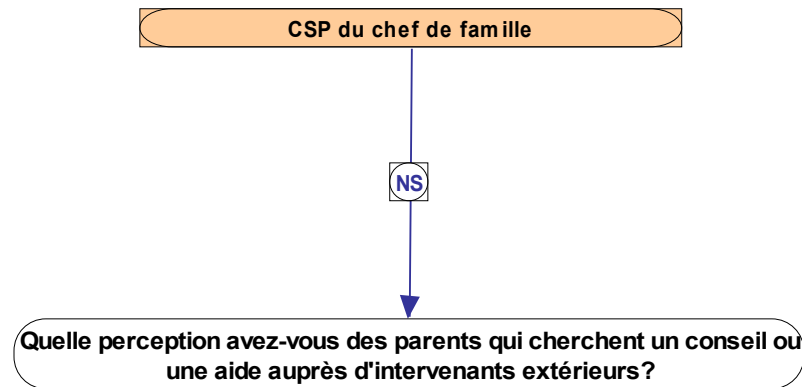 CSP du chef de famille
NS
Quelle perception avez-vous des parents qui cherchent un conseil ou
une aide auprès d'intervenants extérieurs?